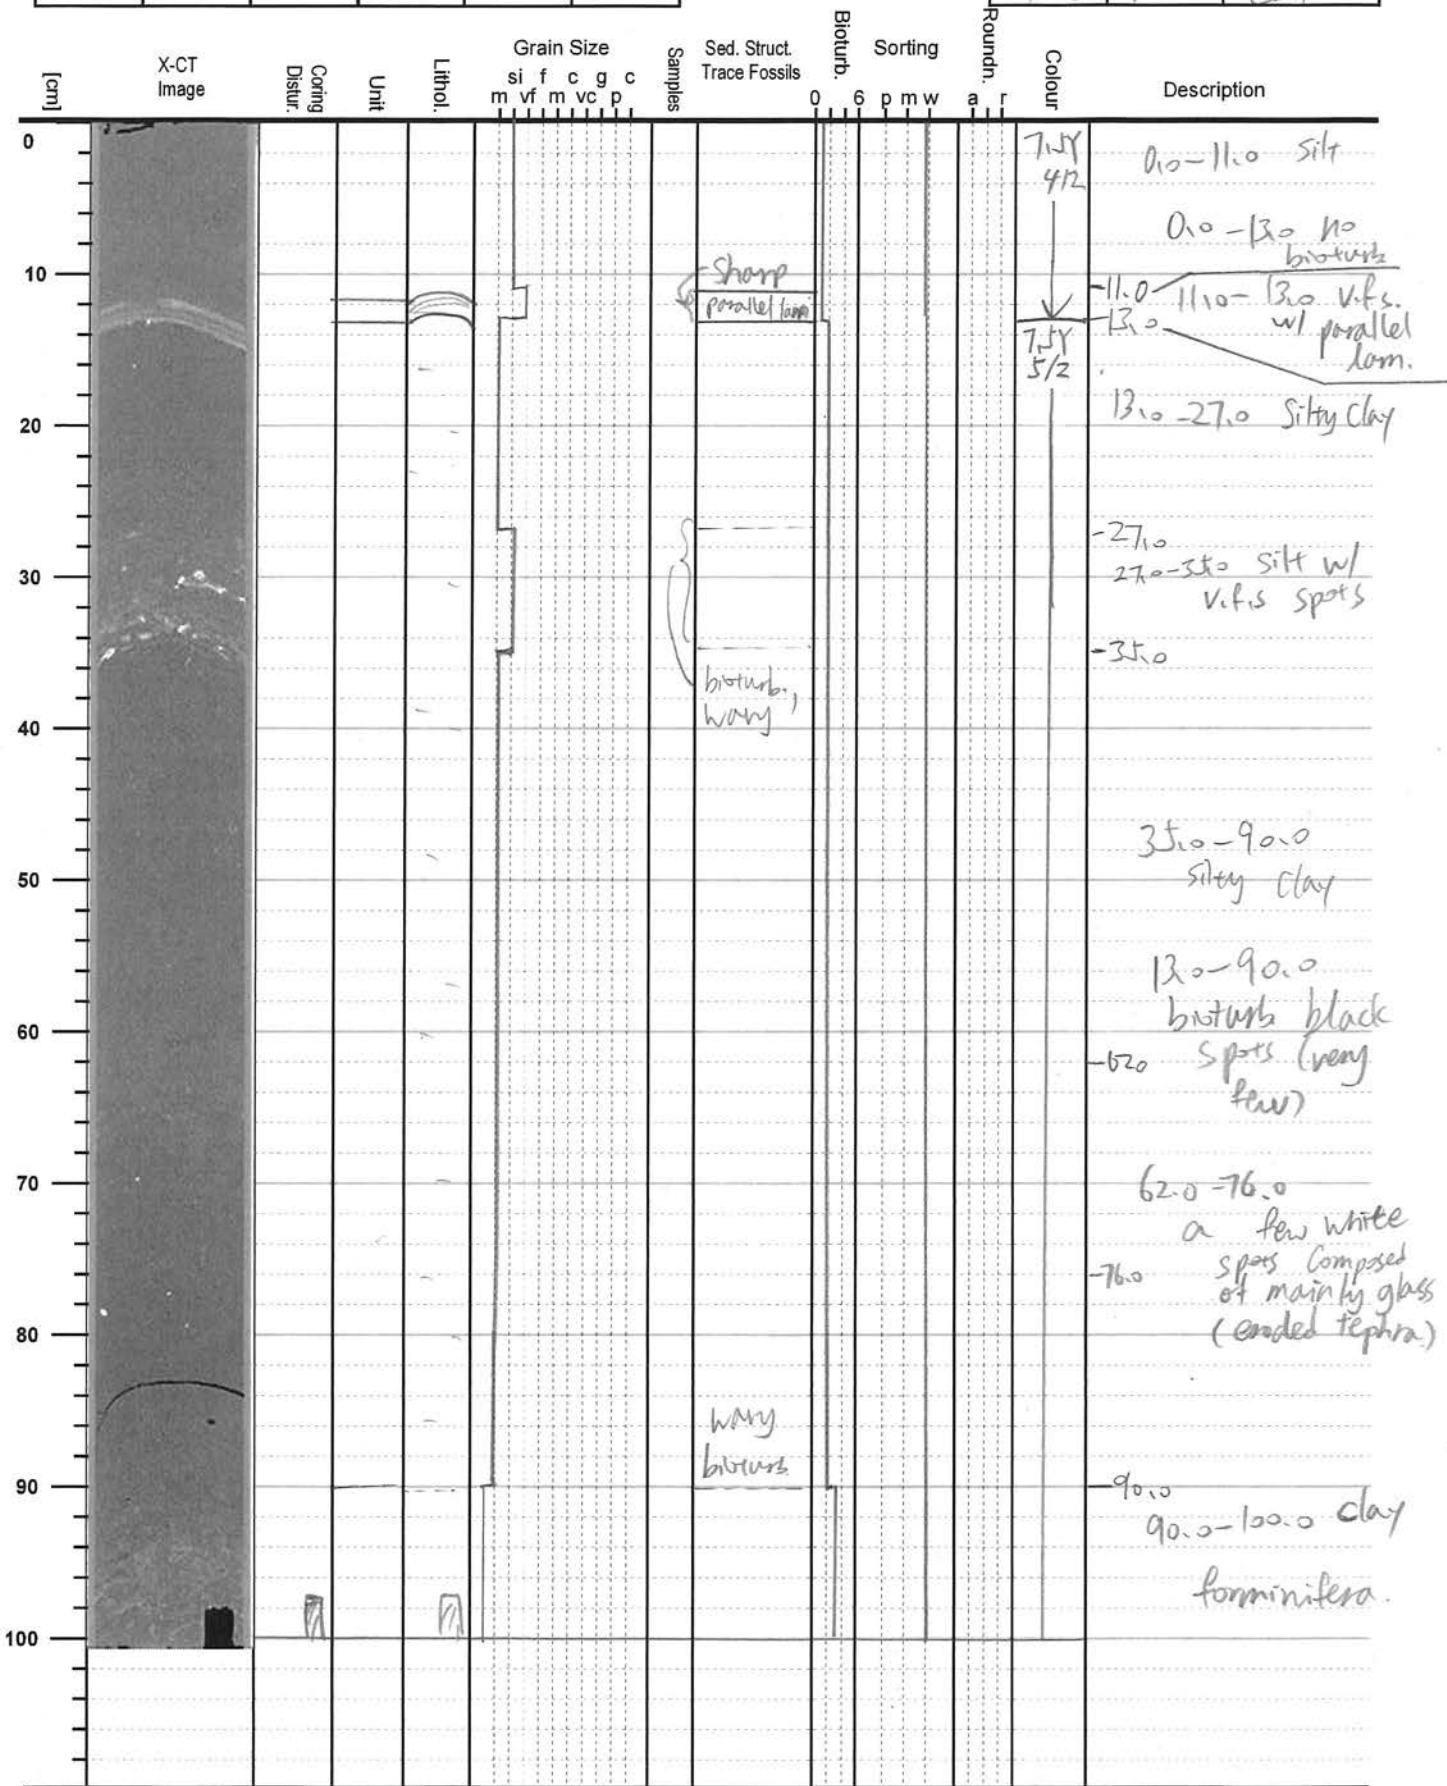 [cm]
X-CT
Image
Coring
Distur.
Unit
Lithol.
Grain Size
si f c g c
m vf m vc p
Samples
Sed. Struct.
Trace Fossils
Bioturb.
0 6
Sorting
p m w
Roundn.
a r
Colour
Description
0
10
20
30
40
50
60
70
80
90
100
Sharp
parallel lam
bioturb.,
wavy
wavy
bioturb.
7.5Y
4/2
7.5Y
5/2
0.0-11.0 silt
0.0-13.0 no
bioturb
-11.0
11.0-13.0 v.f.s.
w/ parallel
lam.
-13.0
13.0-27.0 Silty Clay
-27.0
27.0-35.0 silt w/
v.f.s spots
-35.0
35.0-90.0
silty clay
13.0-90.0
bioturb black
spots (very
few)
-62.0
62.0-76.0
a few white
spots composed
of mainly glass
(eroded tephra)
-76.0
-90.0
90.0-100.0 clay
forminifera.